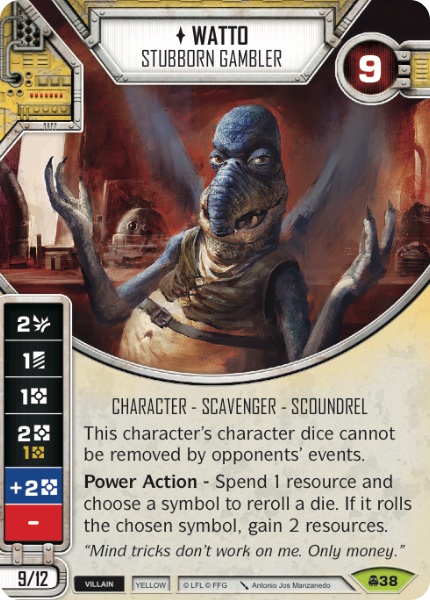 WATTO
STUBBORN GAMBLER
9
2
1
1
2
1
+2
-
9/12
CHARACTER - SCAVENGER - SCOUNDREL
This character's character dice cannot
be removed by opponents' events.
Power Action - Spend 1 resource and
choose a symbol to reroll a die. If it rolls
the chosen symbol, gain 2 resources.
"Mind tricks don't work on me. Only money."
VILLAIN
YELLOW
© LFL © FFG
Antonio Jos Manzanedo
38